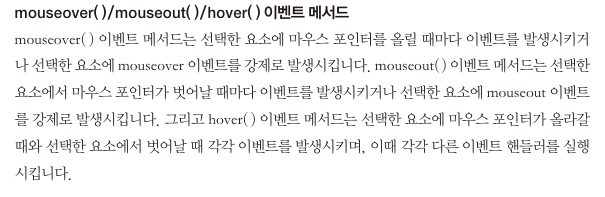 mouseover( )/mouseout( )/hover( ) 이벤트 메서드
mouseover( ) 이벤트 메서드는 선택한 요소에 마우스 포인터를 올릴 때마다 이벤트를 발생시키거
나 선택한 요소에 mouseover 이벤트를 강제로 발생시킵니다. mouseout( ) 이벤트 메서드는 선택한
요소에서 마우스 포인터가 벗어날 때마다 이벤트를 발생시키거나 선택한 요소에 mouseout 이벤트
를 강제로 발생시킵니다. 그리고 hover( ) 이벤트 메서드는 선택한 요소에 마우스 포인터가 올라갈
때와 선택한 요소에서 벗어날 때 각각 이벤트를 발생시키며, 이때 각각 다른 이벤트 핸들러를 실행
시킵니다.